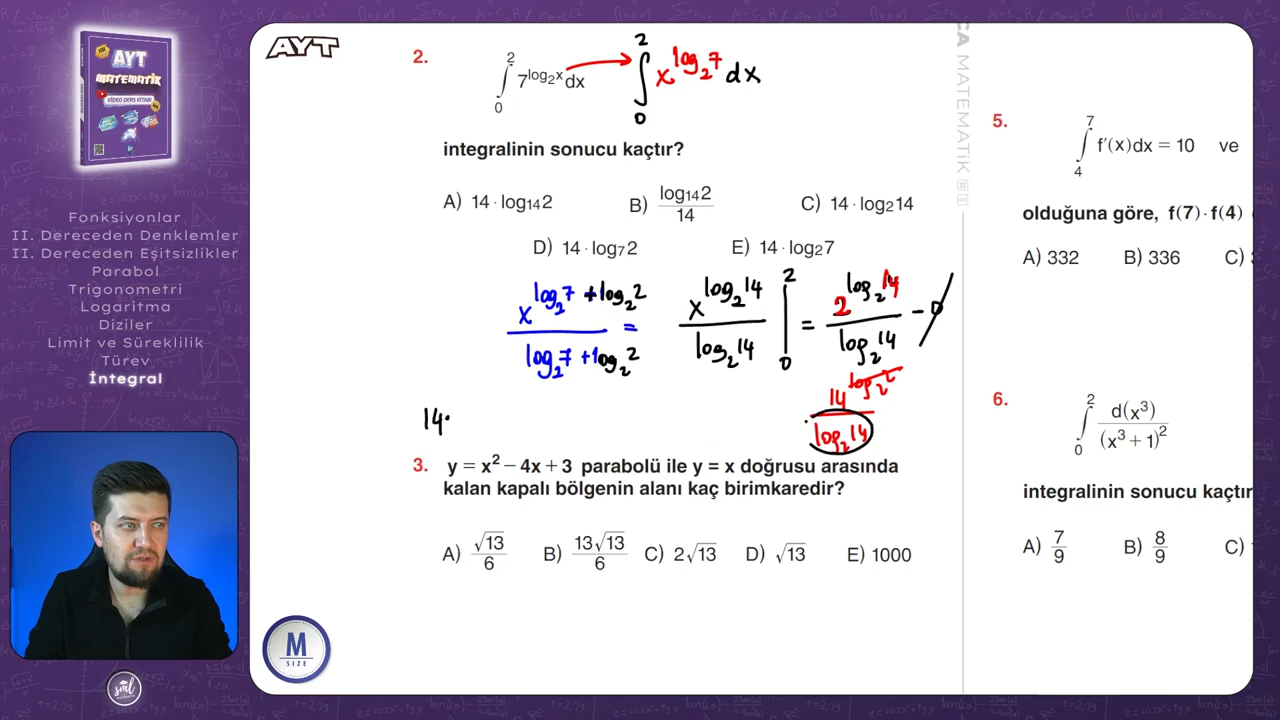 AYT
MATEMATİK
VİDEO DERS KİTABI
Fonksiyonlar
II. Dereceden Denklemler
II. Dereceden Eşitsizlikler
Parabol
Trigonometri
Logaritma
Diziler
Limit ve Süreklilik
Türev
İntegral
AYT
2.
∫₀² 7^(log₂x) dx → ∫₀² x^(log₂7) dx
integralinin sonucu kaçtır?
A) 14 · log₁₄2
B) log₁₄2 / 14
C) 14 · log₂14
D) 14 · log₇2
E) 14 · log₂7
x^(log₂7 + log₂2) / (log₂7 + log₂2) = x^(log₂14) / log₂14 |₀² = 2^(log₂14) / log₂14 − 0
14^(log₂2) / log₂14
14·
3. y = x² − 4x + 3 parabolü ile y = x doğrusu arasında
kalan kapalı bölgenin alanı kaç birimkaredir?
A) √13 / 6
B) 13√13 / 6
C) 2√13
D) √13
E) 1000
M
SIZE
sml
CA MATEMATİK
5.
∫₄⁷ f′(x)dx = 10 ve
olduğuna göre, f(7) · f(4)
A) 332
B) 336
C)
6.
∫₀² d(x³) / (x³ + 1)²
integralinin sonucu kaçtır
A) 7/9
B) 8/9
C)